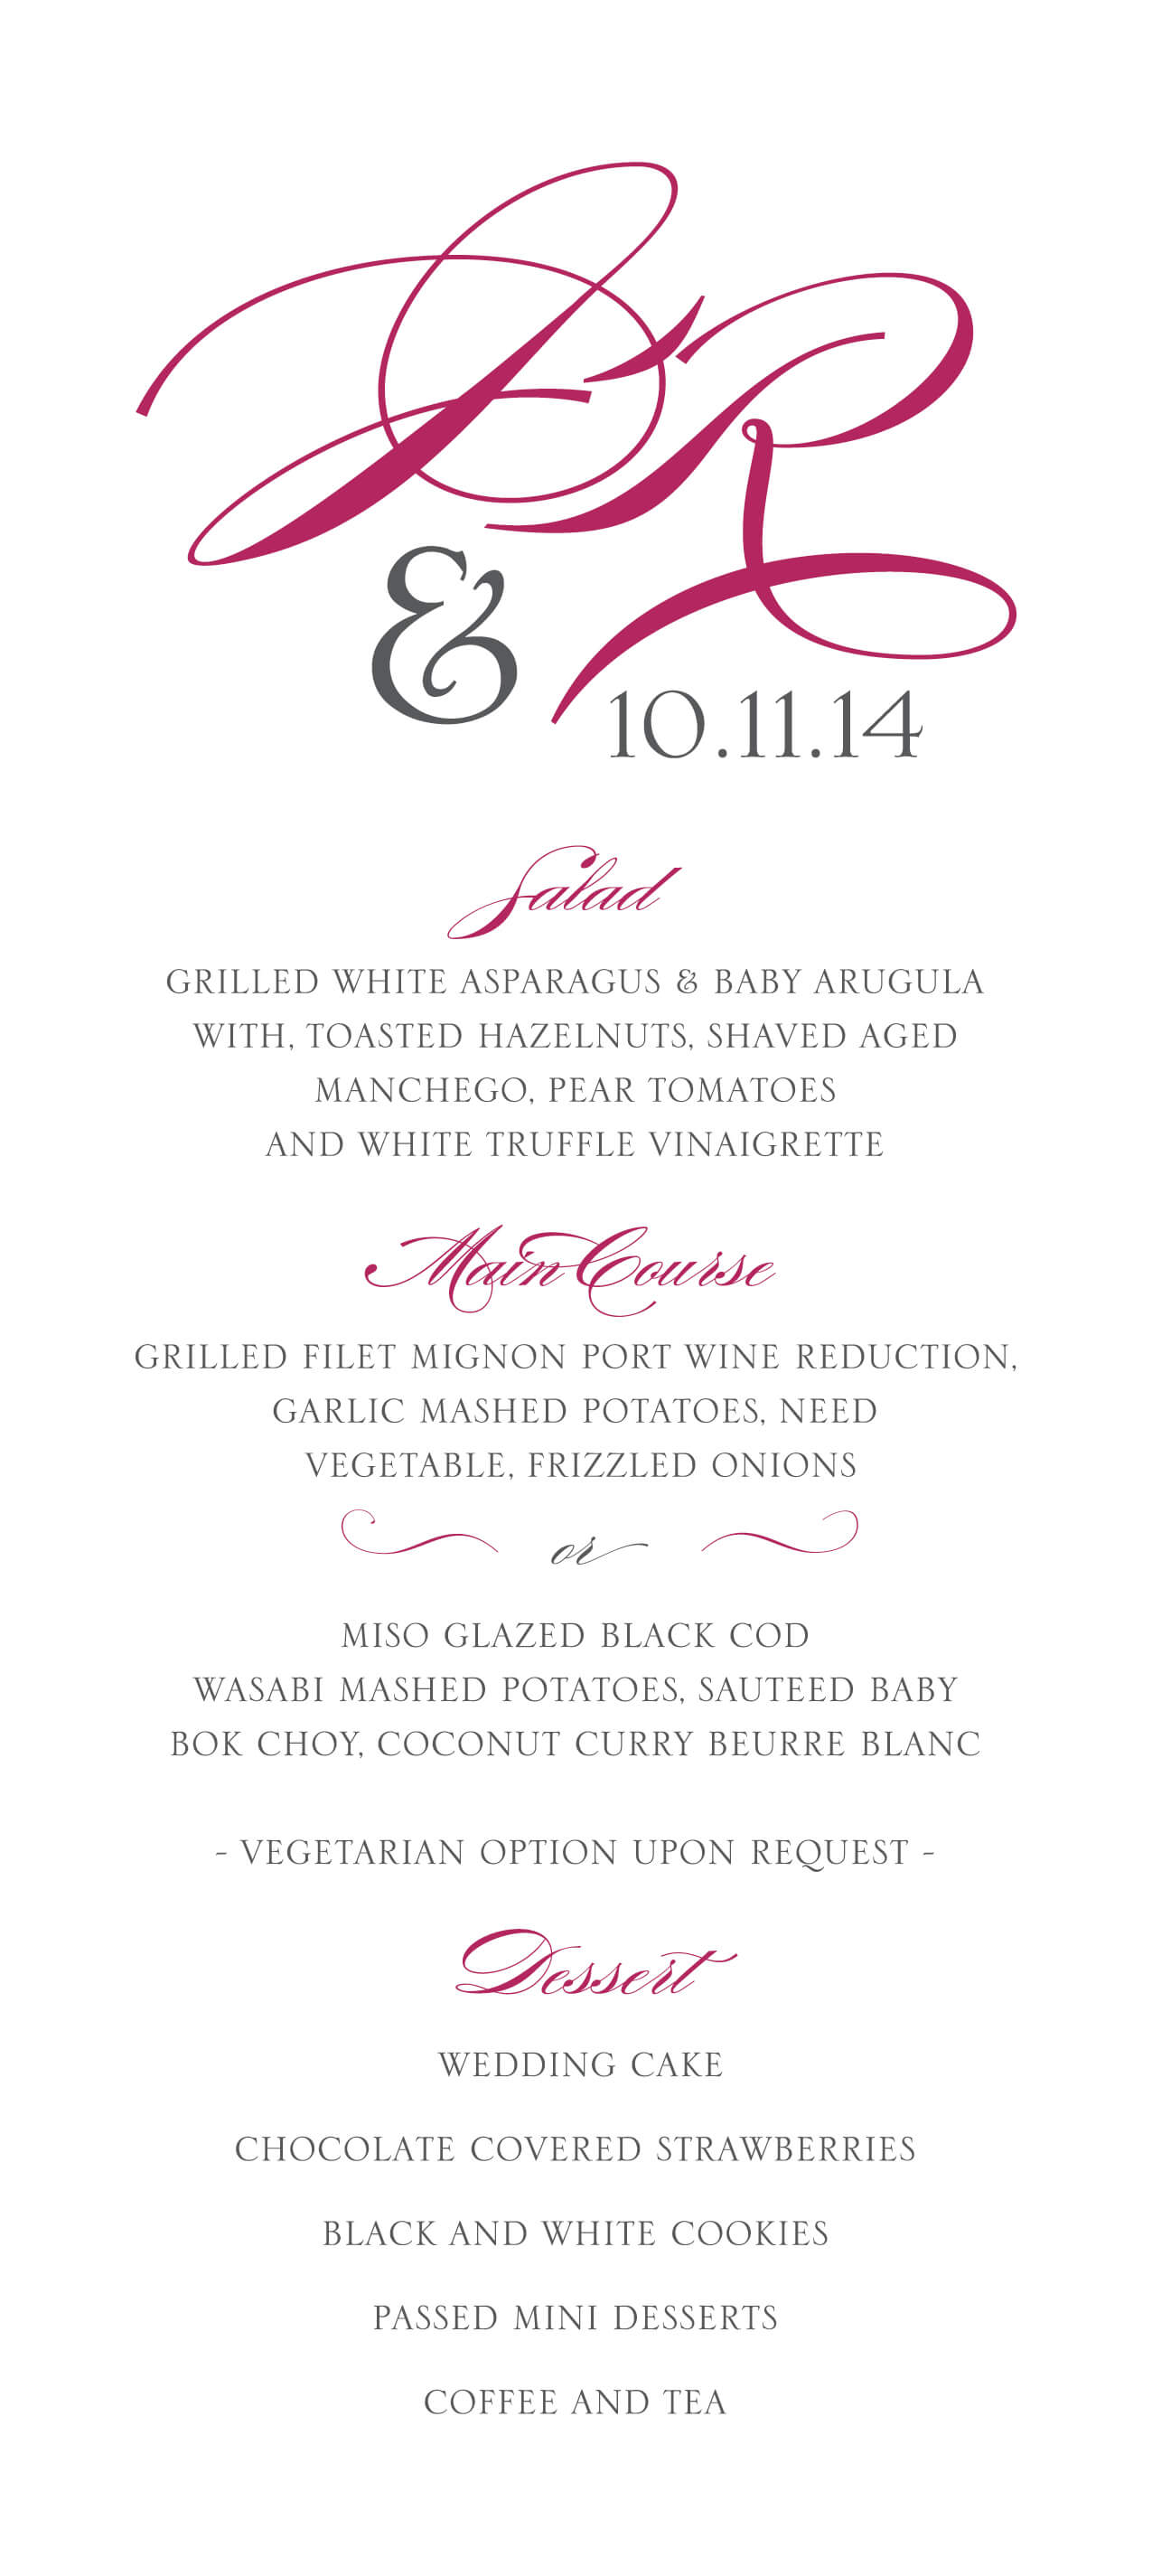 R
&
10.11.14
Salad
GRILLED WHITE ASPARAGUS & BABY ARUGULA
WITH, TOASTED HAZELNUTS, SHAVED AGED
MANCHEGO, PEAR TOMATOES
AND WHITE TRUFFLE VINAIGRETTE
Main Course
GRILLED FILET MIGNON PORT WINE REDUCTION,
GARLIC MASHED POTATOES, NEED
VEGETABLE, FRIZZLED ONIONS
or
MISO GLAZED BLACK COD
WASABI MASHED POTATOES, SAUTEED BABY
BOK CHOY, COCONUT CURRY BEURRE BLANC
- VEGETARIAN OPTION UPON REQUEST -
Dessert
WEDDING CAKE
CHOCOLATE COVERED STRAWBERRIES
BLACK AND WHITE COOKIES
PASSED MINI DESSERTS
COFFEE AND TEA